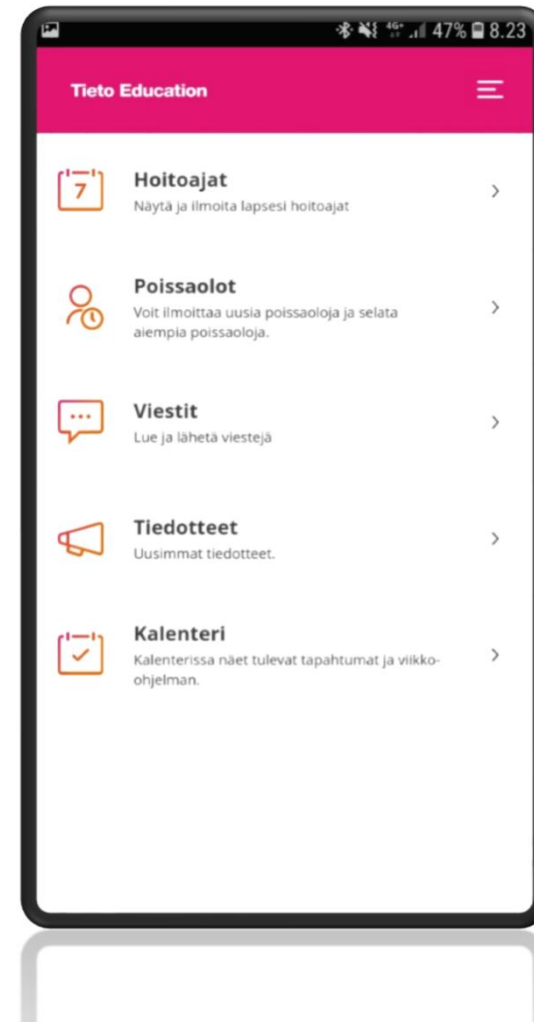 4G+ 47% 8.23
Tieto Education
7
Hoitoajat
Näytä ja ilmoita lapsesi hoitoajat
Poissaolot
Voit ilmoittaa uusia poissaoloja ja selata
aiempia poissaoloja.
Viestit
Lue ja lähetä viestejä
Tiedotteet
Uusimmat tiedotteet.
Kalenteri
Kalenterissa näet tulevat tapahtumat ja viikko-
ohjelman.